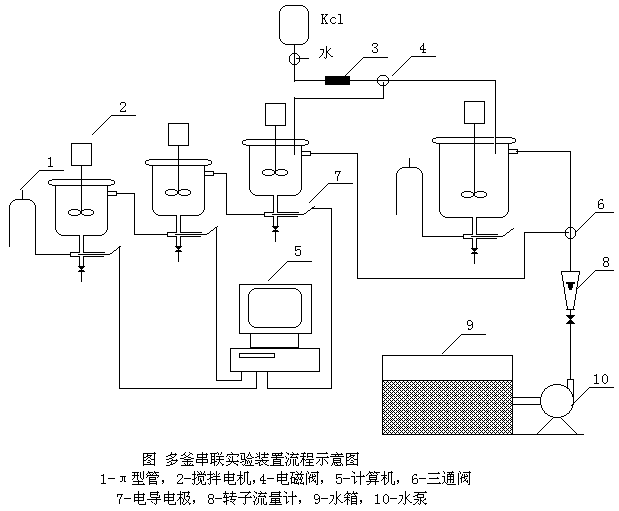 Kcl
水
3
4
2
1
7
6
5
8
9
10
图 多釜串联实验装置流程示意图
1-π型管，2-搅拌电机,4-电磁阀，5-计算机，6-三通阀
7-电导电极，8-转子流量计，9-水箱，10-水泵